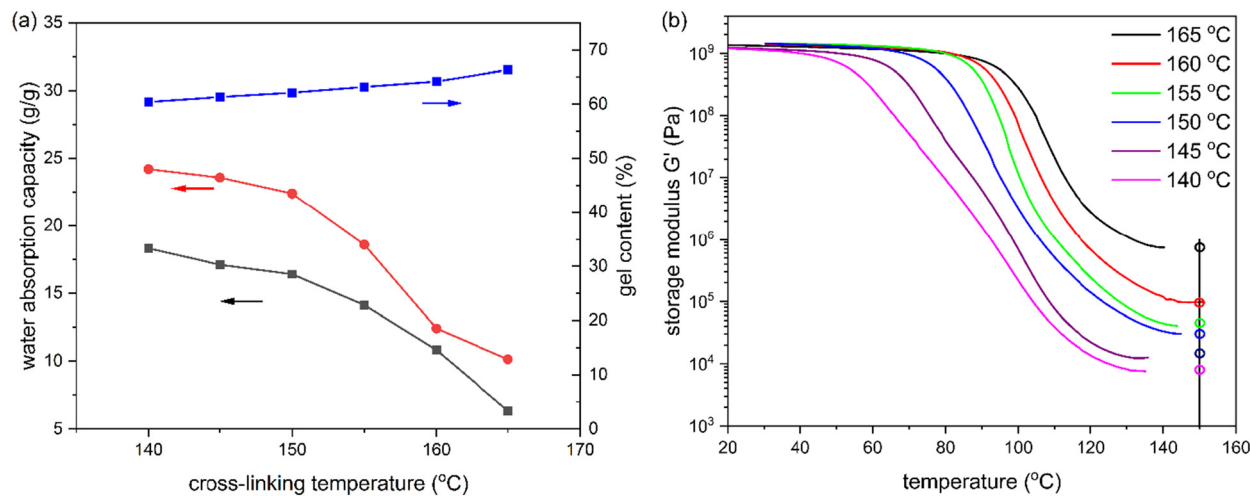 (a)
35
30
25
20
15
10
5
water absorption capacity (g/g)
140 150 160 170
cross-linking temperature (°C)
70
60
50
40
30
20
10
0
gel content (%)
(b)
10⁹
10⁸
10⁷
10⁶
10⁵
10⁴
10³
storage modulus G' (Pa)
165 °C
160 °C
155 °C
150 °C
145 °C
140 °C
20 40 60 80 100 120 140 160
temperature (°C)